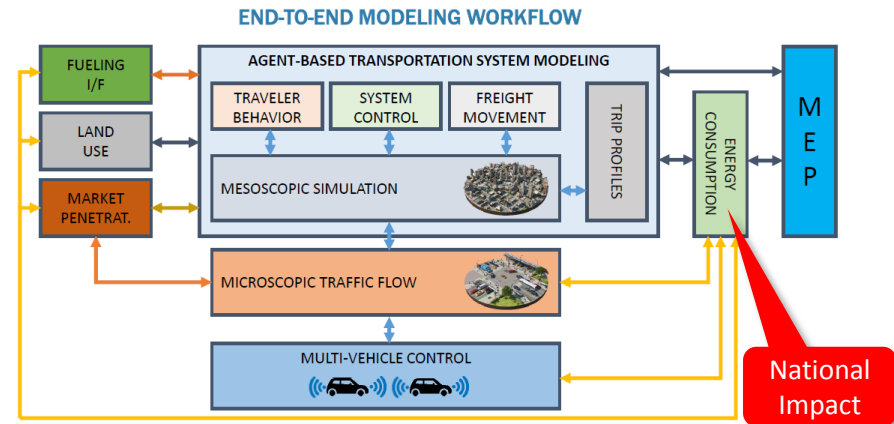 END-TO-END MODELING WORKFLOW
FUELING
I/F
LAND
USE
MARKET
PENETRAT.
AGENT-BASED TRANSPORTATION SYSTEM MODELING
TRAVELER
BEHAVIOR
SYSTEM
CONTROL
FREIGHT
MOVEMENT
TRIP PROFILES
MESOSCOPIC SIMULATION
MICROSCOPIC TRAFFIC FLOW
MULTI-VEHICLE CONTROL
ENERGY
CONSUMPTION
M
E
P
National
Impact